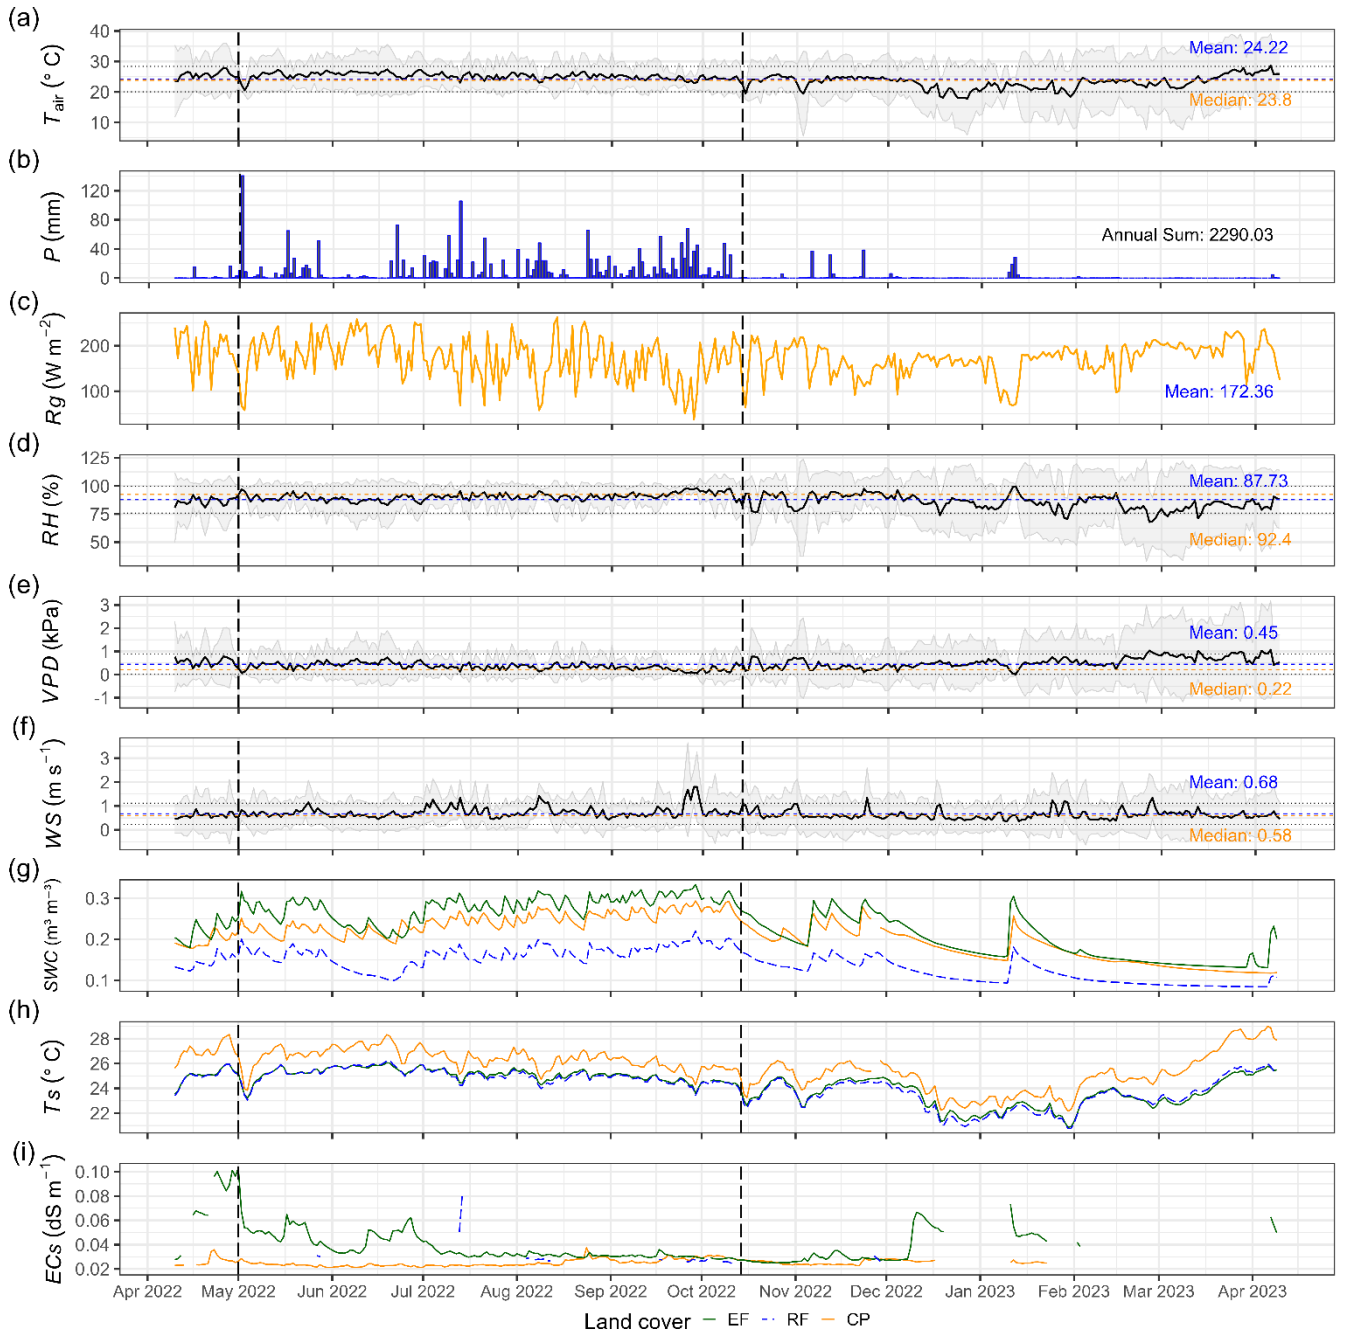 (a)
T air (° C)
40
30
20
10
Mean: 24.22
Median: 23.8
(b)
P (mm)
120
80
40
0
Annual Sum: 2290.03
(c)
Rg (W m−2)
200
100
Mean: 172.36
(d)
RH (%)
125
100
75
50
Mean: 87.73
Median: 92.4
(e)
VPD (kPa)
3
2
1
0
-1
Mean: 0.45
Median: 0.22
(f)
WS (m s−1)
3
2
1
0
Mean: 0.68
Median: 0.58
(g)
SWC (m³ m−³)
0.3
0.2
0.1
(h)
Ts (° C)
28
26
24
22
(i)
ECs (dS m−1)
0.10
0.08
0.06
0.04
0.02
Apr 2022 May 2022 Jun 2022 Jul 2022 Aug 2022 Sep 2022 Oct 2022 Nov 2022 Dec 2022 Jan 2023 Feb 2023 Mar 2023 Apr 2023
Land cover EF RF CP